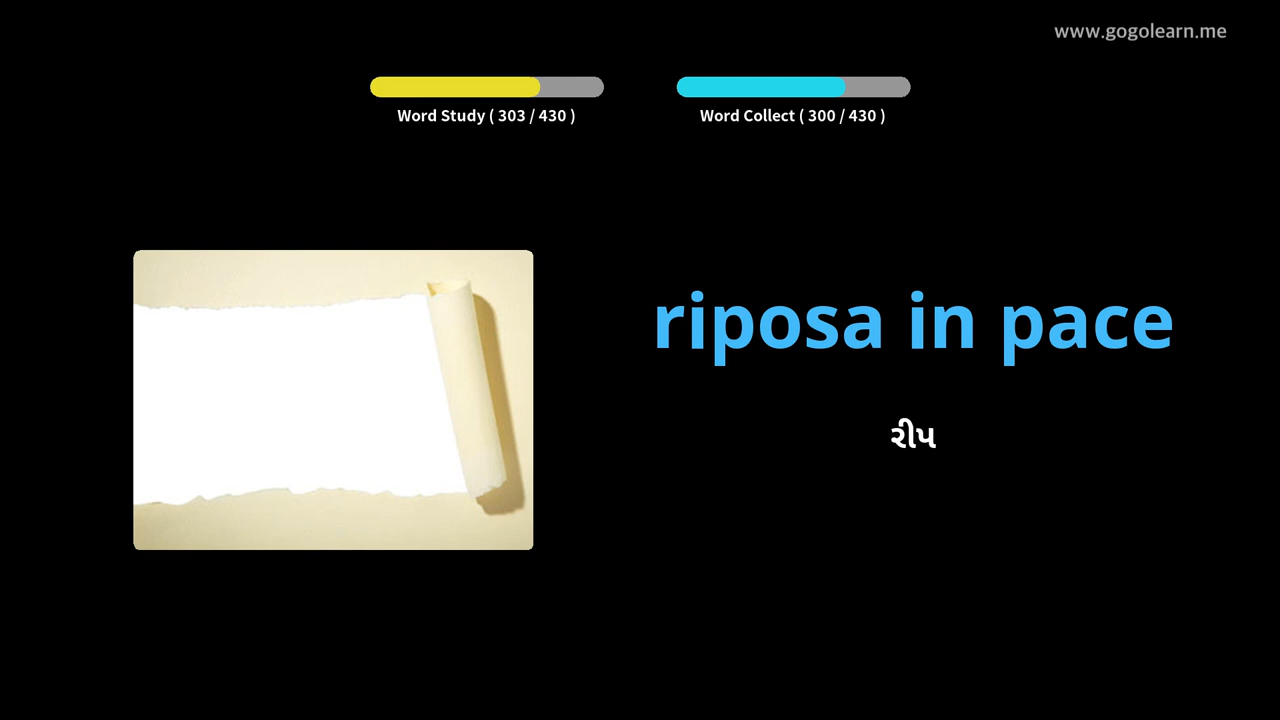 www.gogolearn.me
Word Study ( 303 / 430 )
Word Collect ( 300 / 430 )
riposa in pace
રીપ